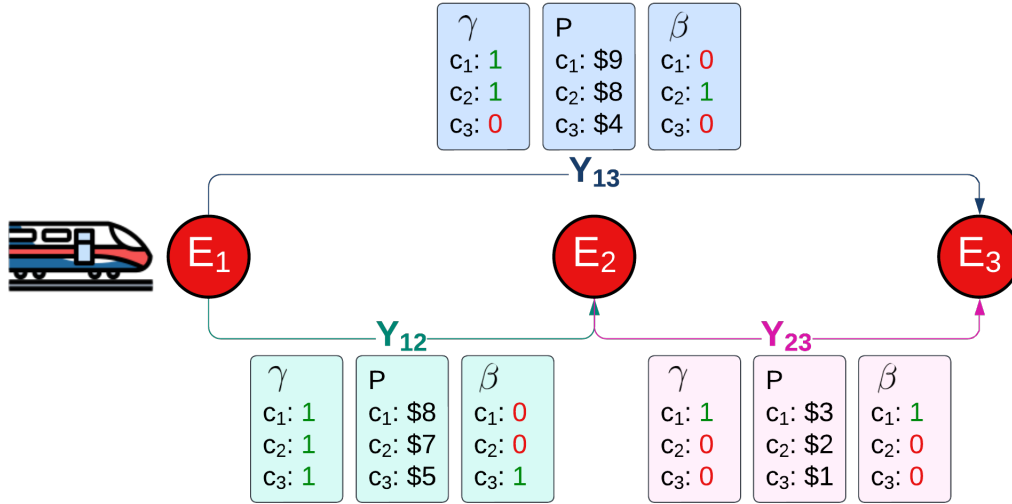 γ
c₁: 1
c₂: 1
c₃: 0
P
c₁: $9
c₂: $8
c₃: $4
β
c₁: 0
c₂: 1
c₃: 0
Y₁₃
E₁
E₂
E₃
Y₁₂
Y₂₃
γ
c₁: 1
c₂: 1
c₃: 1
P
c₁: $8
c₂: $7
c₃: $5
β
c₁: 0
c₂: 0
c₃: 1
γ
c₁: 1
c₂: 0
c₃: 0
P
c₁: $3
c₂: $2
c₃: $1
β
c₁: 1
c₂: 0
c₃: 0